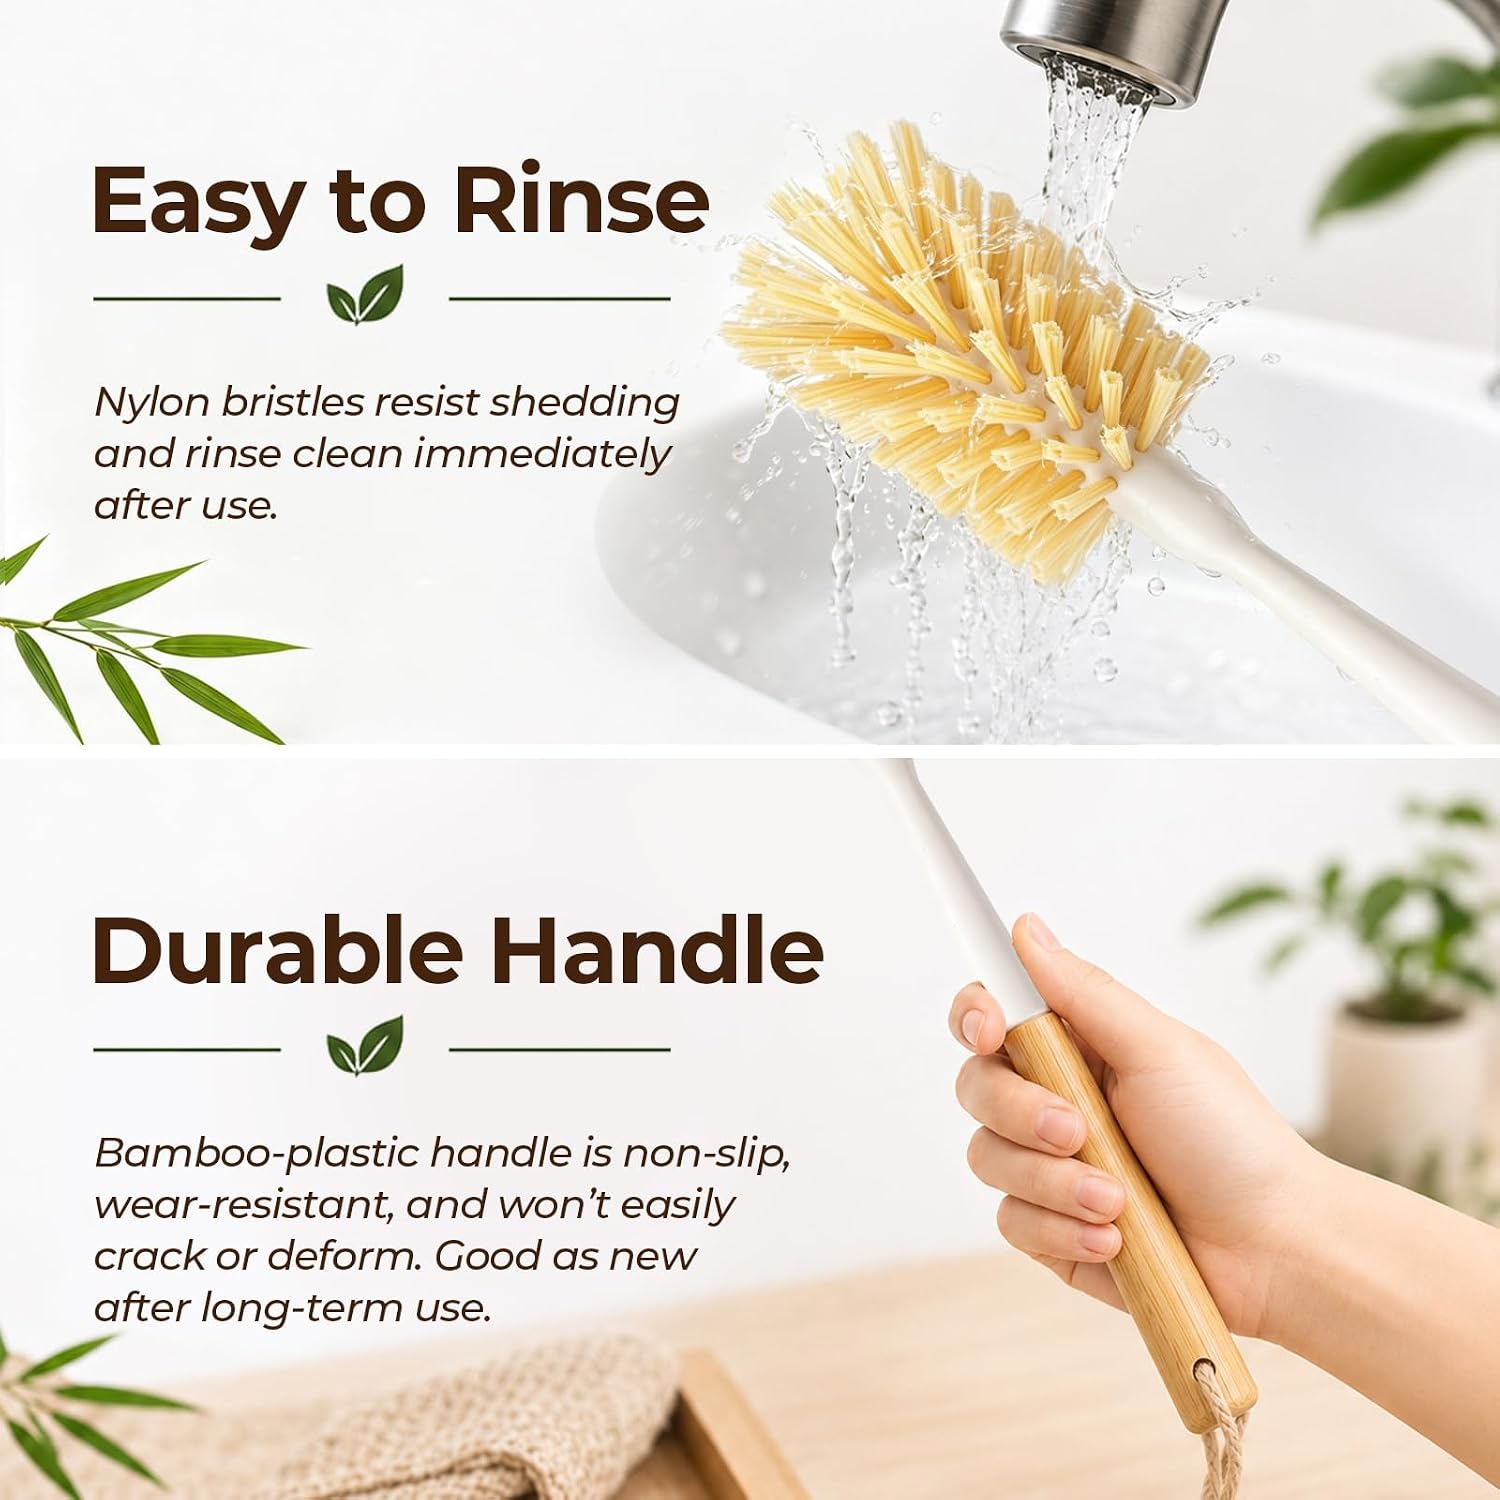 Easy to Rinse
Nylon bristles resist shedding
and rinse clean immediately
after use.
Durable Handle
Bamboo-plastic handle is non-slip,
wear-resistant, and won’t easily
crack or deform. Good as new
after long-term use.